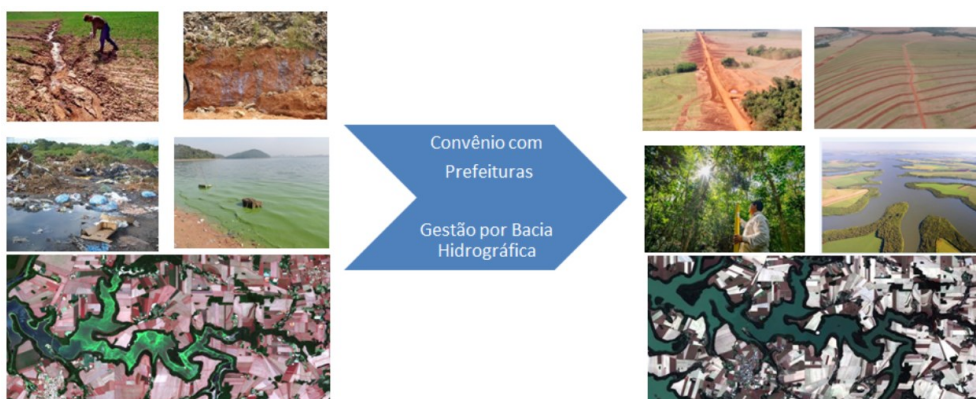 Convênio com
Prefeituras
Gestão por Bacia
Hidrográfica